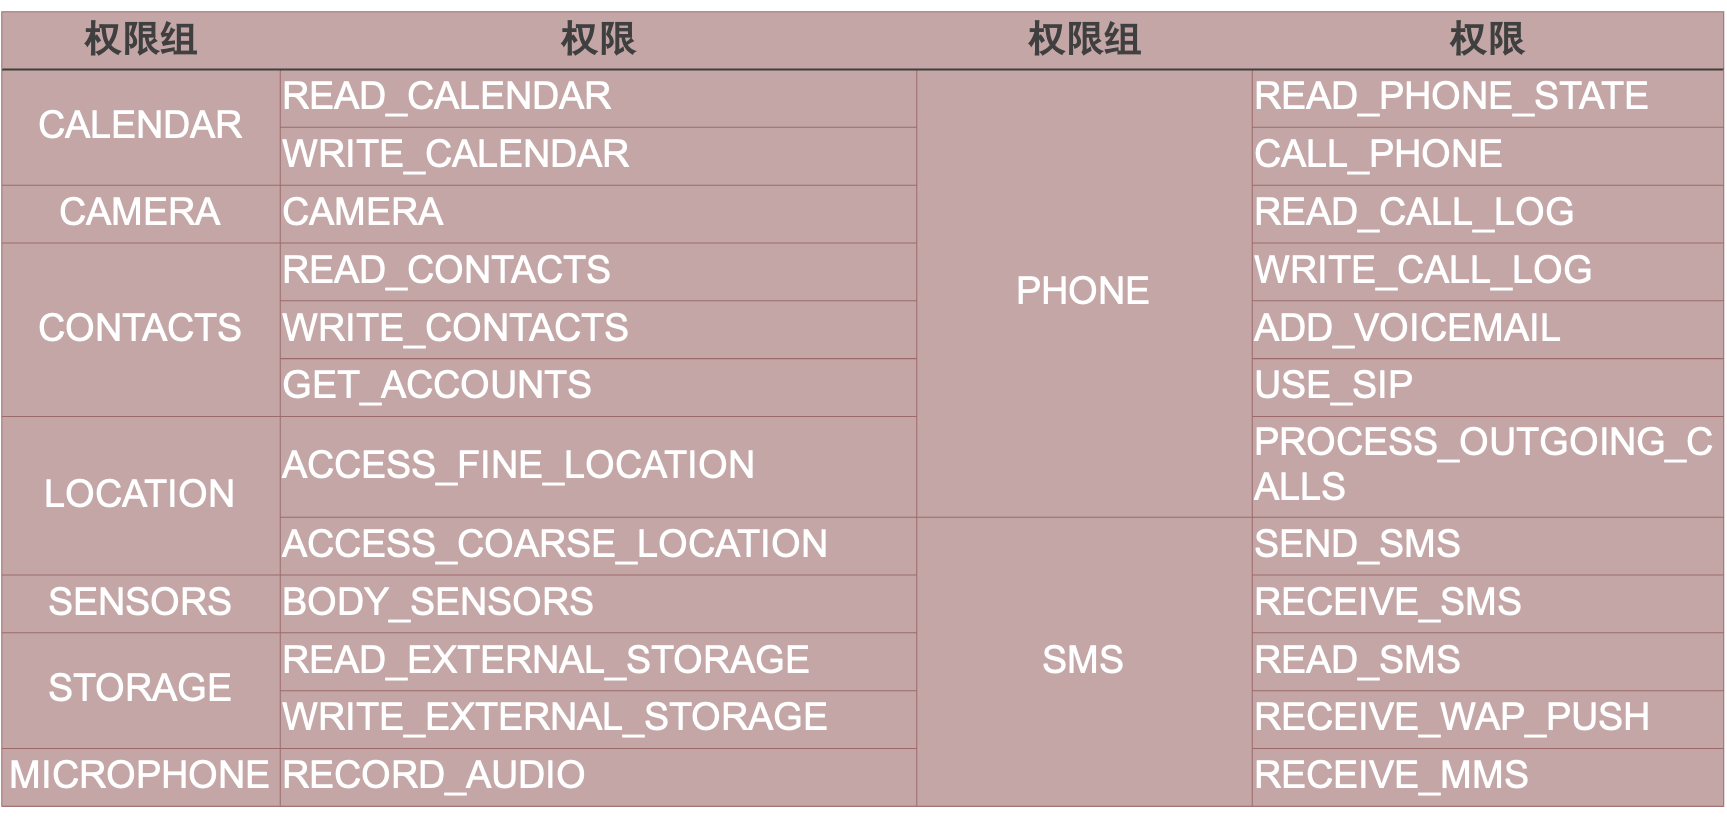 权限组 权限 权限组 权限
CALENDAR READ_CALENDAR PHONE READ_PHONE_STATE
WRITE_CALENDAR CALL_PHONE
CAMERA CAMERA READ_CALL_LOG
CONTACTS READ_CONTACTS WRITE_CALL_LOG
WRITE_CONTACTS ADD_VOICEMAIL
GET_ACCOUNTS USE_SIP
LOCATION ACCESS_FINE_LOCATION PROCESS_OUTGOING_C
ALLS
ACCESS_COARSE_LOCATION SMS SEND_SMS
SENSORS BODY_SENSORS RECEIVE_SMS
STORAGE READ_EXTERNAL_STORAGE READ_SMS
WRITE_EXTERNAL_STORAGE RECEIVE_WAP_PUSH
MICROPHONE RECORD_AUDIO RECEIVE_MMS